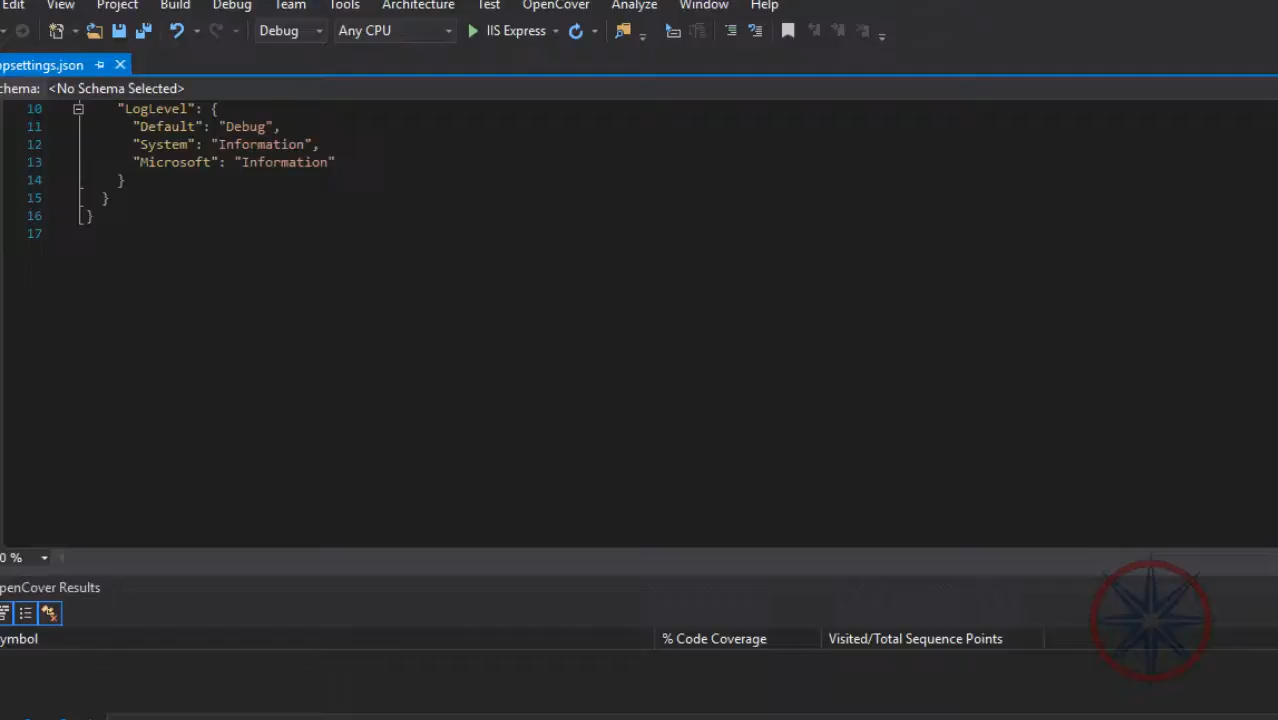 Edit View Project Build Debug Team Tools Architecture Test OpenCover Analyze Window Help
Debug Any CPU IIS Express
ppsettings.json
chema: <No Schema Selected>
10 "LogLevel": {
11 "Default": "Debug",
12 "System": "Information",
13 "Microsoft": "Information"
14 }
15 }
16 }
17
0 %
penCover Results
ymbol % Code Coverage Visited/Total Sequence Points